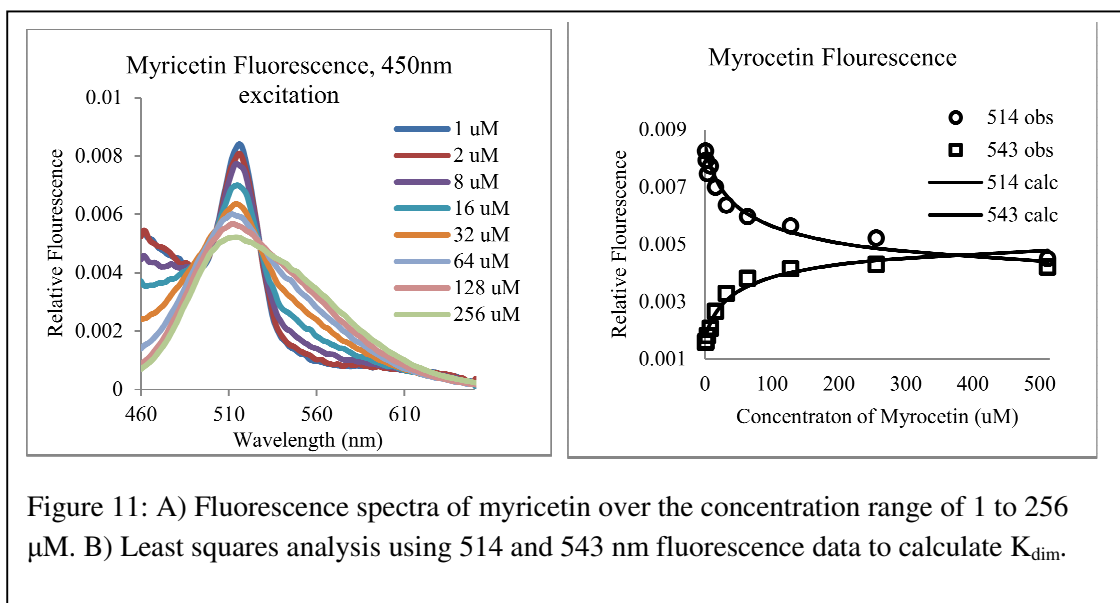 Myricetin Fluorescence, 450nm
excitation
0.01
0.008
0.006
0.004
0.002
0
Relative Flourescence
460
510
560
610
Wavelength (nm)
1 uM
2 uM
8 uM
16 uM
32 uM
64 uM
128 uM
256 uM
Myrocetin Flourescence
0.009
0.007
0.005
0.003
0.001
Relative Flourescence
0
100
200
300
400
500
Concentraton of Myrocetin (uM)
514 obs
543 obs
514 calc
543 calc
Figure 11: A) Fluorescence spectra of myricetin over the concentration range of 1 to 256
μM. B) Least squares analysis using 514 and 543 nm fluorescence data to calculate Kdim.